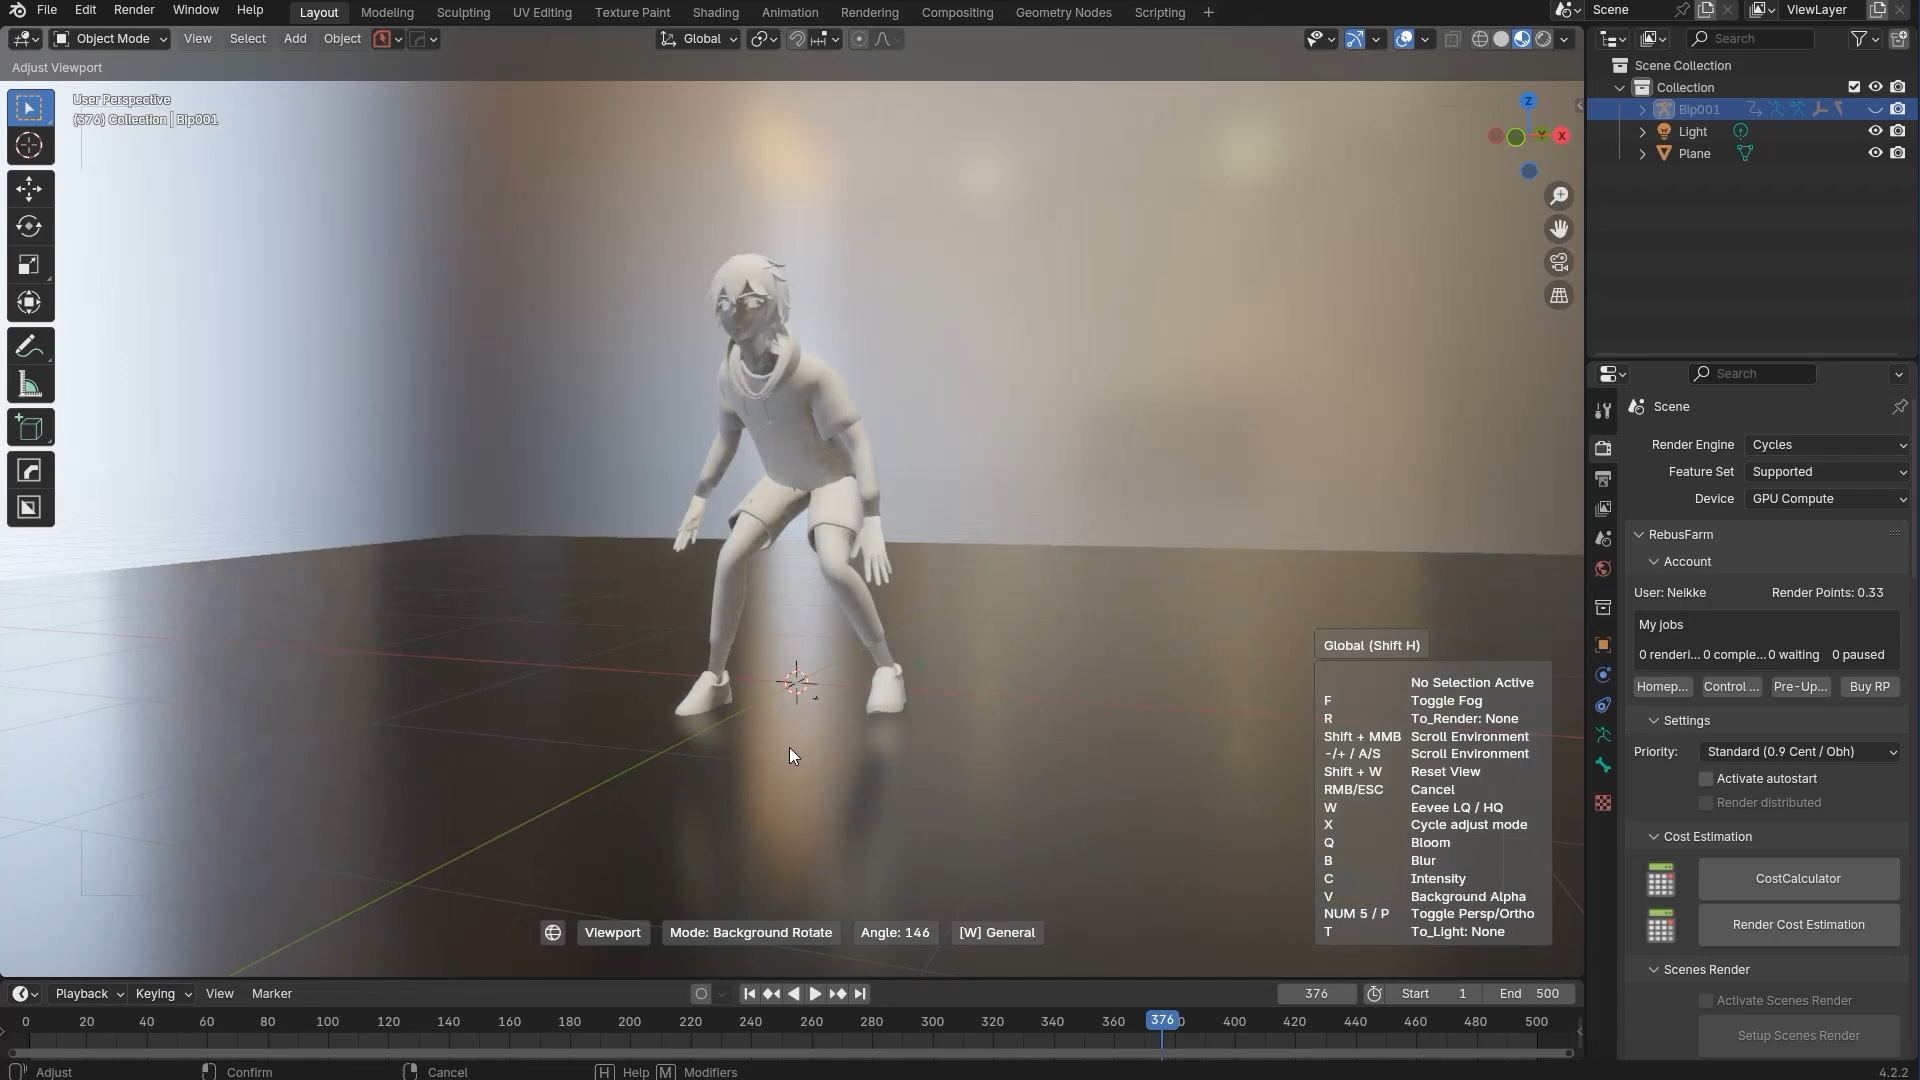 File Edit Render Window Help Layout Modeling Sculpting UV Editing Texture Paint Shading Animation Rendering Compositing Geometry Nodes Scripting + Scene ViewLayer
Object Mode View Select Add Object Global Search
Adjust Viewport
User Perspective
(376) Collection | Bip001
Z
Y X
Scene Collection
Collection
Bip001
Light
Plane
Search
Scene
Render Engine Cycles
Feature Set Supported
Device GPU Compute
RebusFarm
Account
User: Neikke Render Points: 0.33
My jobs
0 renderi... 0 comple... 0 waiting 0 paused
Homep... Control ... Pre-Up... Buy RP
Settings
Priority: Standard (0.9 Cent / Obh)
Activate autostart
Render distributed
Cost Estimation
CostCalculator
Render Cost Estimation
Scenes Render
Activate Scenes Render
Setup Scenes Render
Global (Shift H)
No Selection Active
F Toggle Fog
R To_Render: None
Shift + MMB Scroll Environment
-/+ / A/S Scroll Environment
Shift + W Reset View
RMB/ESC Cancel
W Eevee LQ / HQ
X Cycle adjust mode
Q Bloom
B Blur
C Intensity
V Background Alpha
NUM 5 / P Toggle Persp/Ortho
T To_Light: None
Viewport Mode: Background Rotate Angle: 146 [W] General
Playback Keying View Marker 376 Start 1 End 500
0 20 40 60 80 100 120 140 160 180 200 220 240 260 280 300 320 340 360 376 400 420 440 460 480 500
Adjust Confirm Cancel H Help M Modifiers 4.2.2